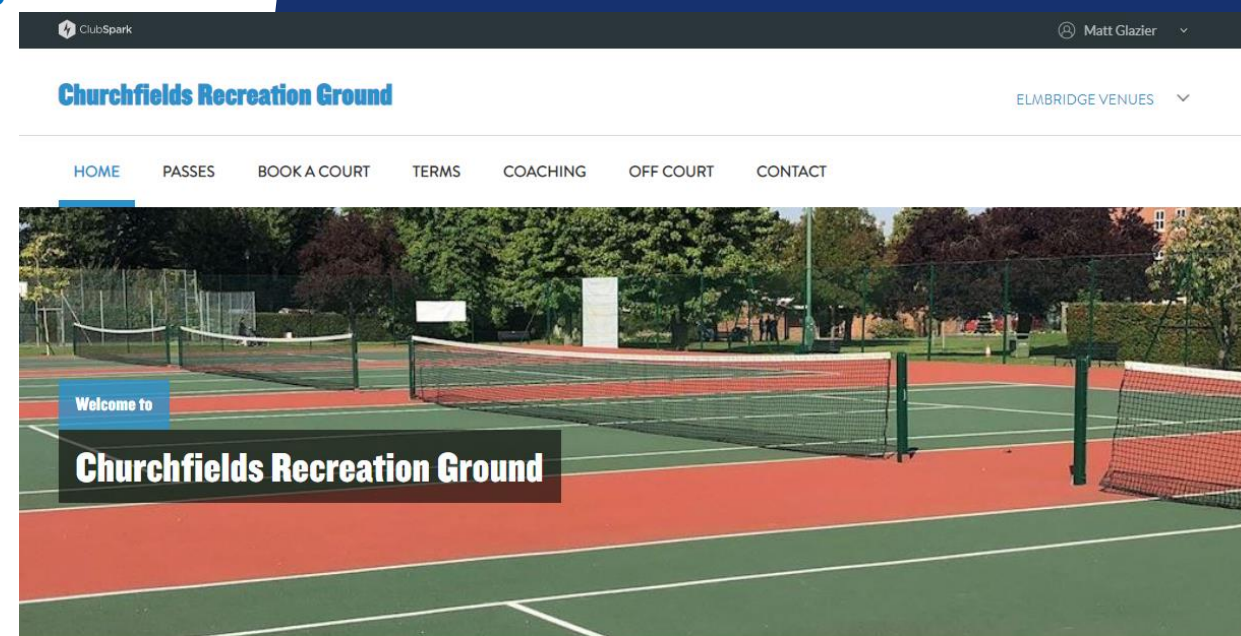 ClubSpark
Matt Glazier
Churchfields Recreation Ground
ELMBRIDGE VENUES
HOME PASSES BOOK A COURT TERMS COACHING OFF COURT CONTACT
Welcome to
Churchfields Recreation Ground